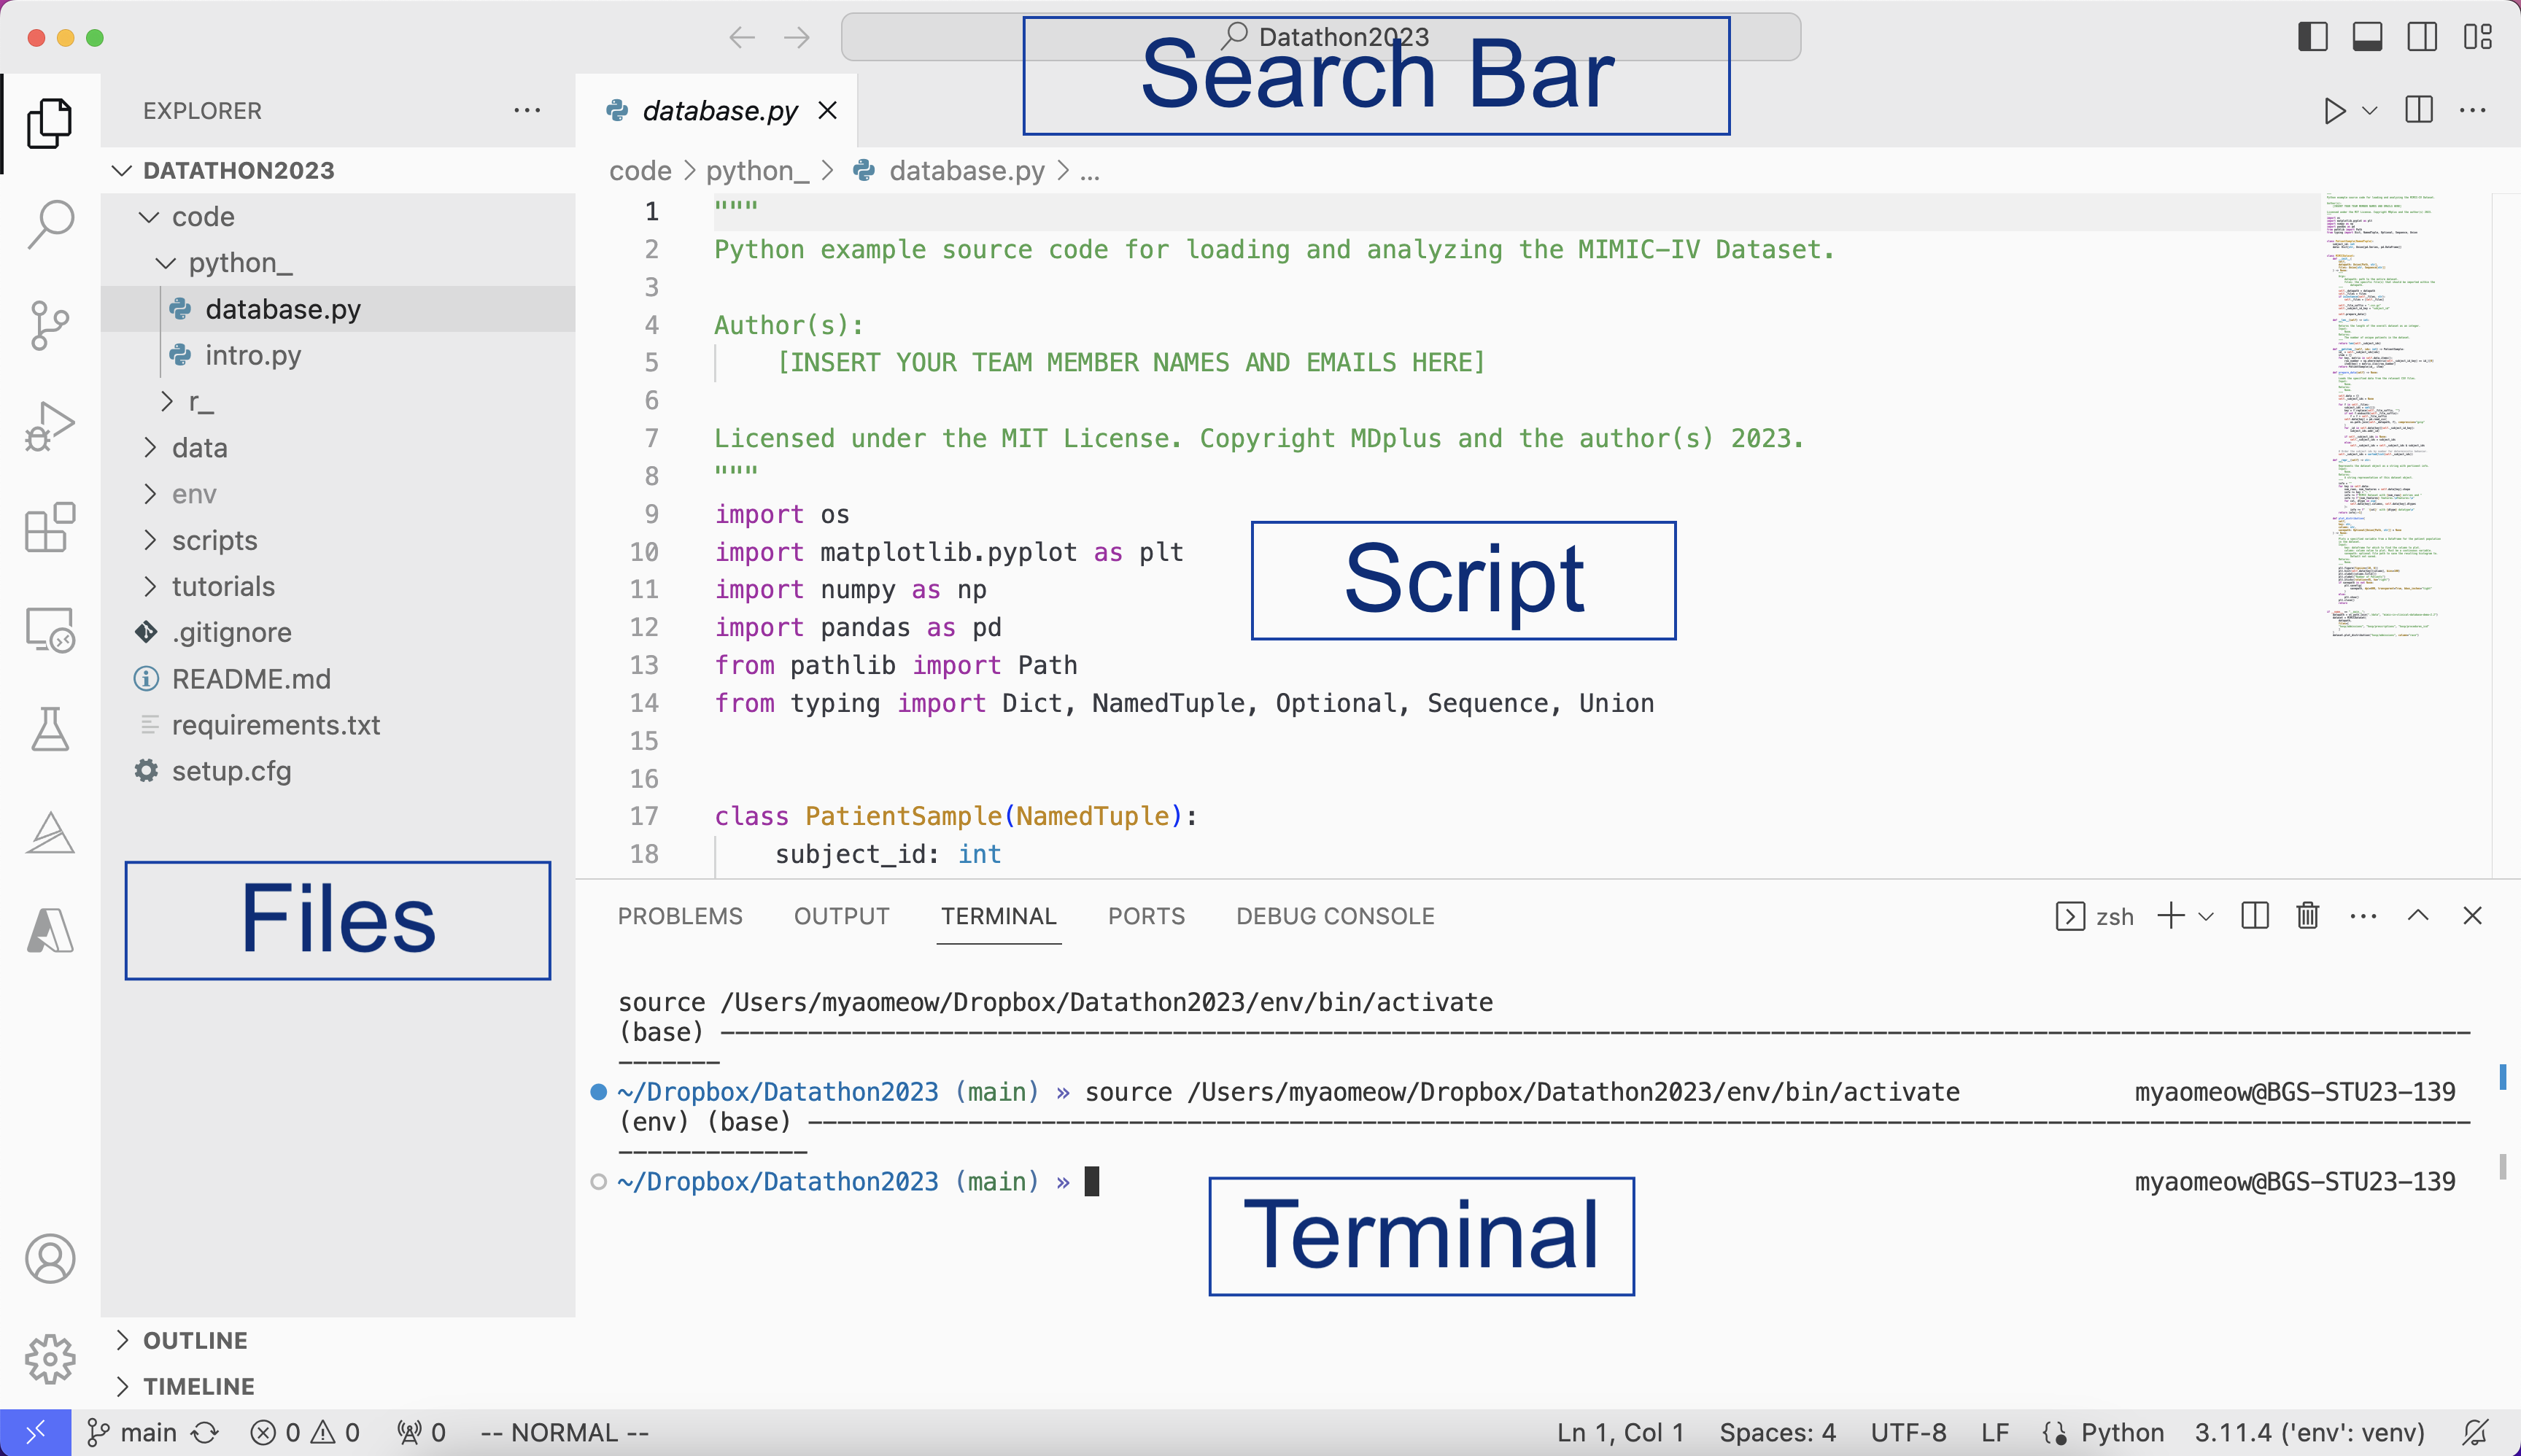 Datathon2023
Search Bar
EXPLORER
database.py
DATATHON2023
code
python_
database.py
intro.py
r_
data
env
scripts
tutorials
.gitignore
README.md
requirements.txt
setup.cfg
Files
OUTLINE
TIMELINE
code > python_ > database.py > ...
1 """
2 Python example source code for loading and analyzing the MIMIC-IV Dataset.
3
4 Author(s):
5 [INSERT YOUR TEAM MEMBER NAMES AND EMAILS HERE]
6
7 Licensed under the MIT License. Copyright MDplus and the author(s) 2023.
8 """
9 import os
10 import matplotlib.pyplot as plt
11 import numpy as np
12 import pandas as pd
13 from pathlib import Path
14 from typing import Dict, NamedTuple, Optional, Sequence, Union
15
16
17 class PatientSample(NamedTuple):
18 subject_id: int
Script
PROBLEMS OUTPUT TERMINAL PORTS DEBUG CONSOLE zsh
source /Users/myaomeow/Dropbox/Datathon2023/env/bin/activate
(base)
~/Dropbox/Datathon2023 (main) » source /Users/myaomeow/Dropbox/Datathon2023/env/bin/activate myaomeow@BGS-STU23-139
(env) (base)
~/Dropbox/Datathon2023 (main) » myaomeow@BGS-STU23-139
Terminal
main 0 0 0 -- NORMAL -- Ln 1, Col 1 Spaces: 4 UTF-8 LF Python 3.11.4 ('env': venv)